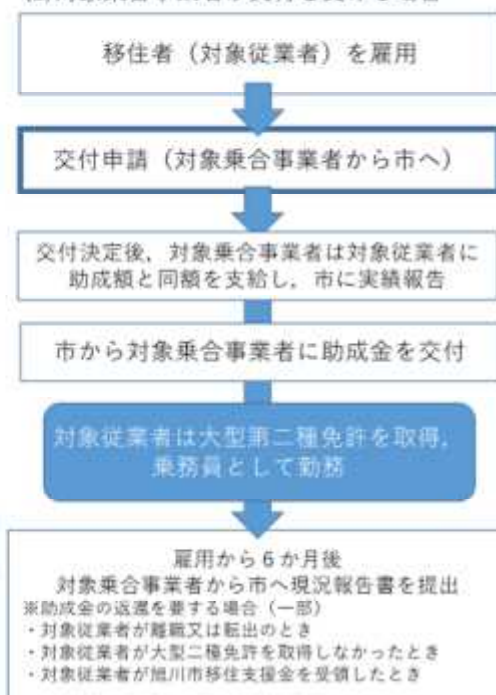 移住者（対象従業者）を雇用
交付申請（対象乗合事業者から市へ）
交付決定後，対象乗合事業者は対象従業者に
助成額と同額を支給し，市に実績報告
市から対象乗合事業者に助成金を交付
対象従業者は大型第二種免許を取得，
乗務員として勤務
雇用から６か月後
対象乗合事業者から市へ現況報告書を提出
※助成金の返還を要する場合（一部）
・対象従業者が離職又は転出のとき
・対象従業者が大型二種免許を取得しなかったとき
・対象従業者が旭川市移住支援金を受領したとき